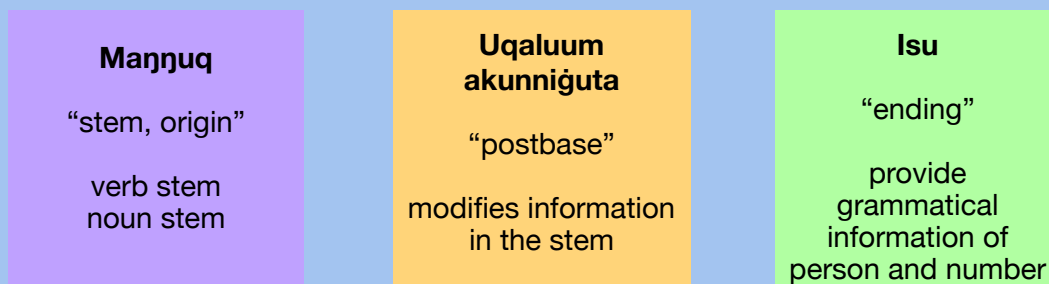 Maŋŋuq
“stem, origin”
verb stem
noun stem
Uqaluum
akunniġuta
“postbase”
modifies information
in the stem
Isu
“ending”
provide
grammatical
information of
person and number